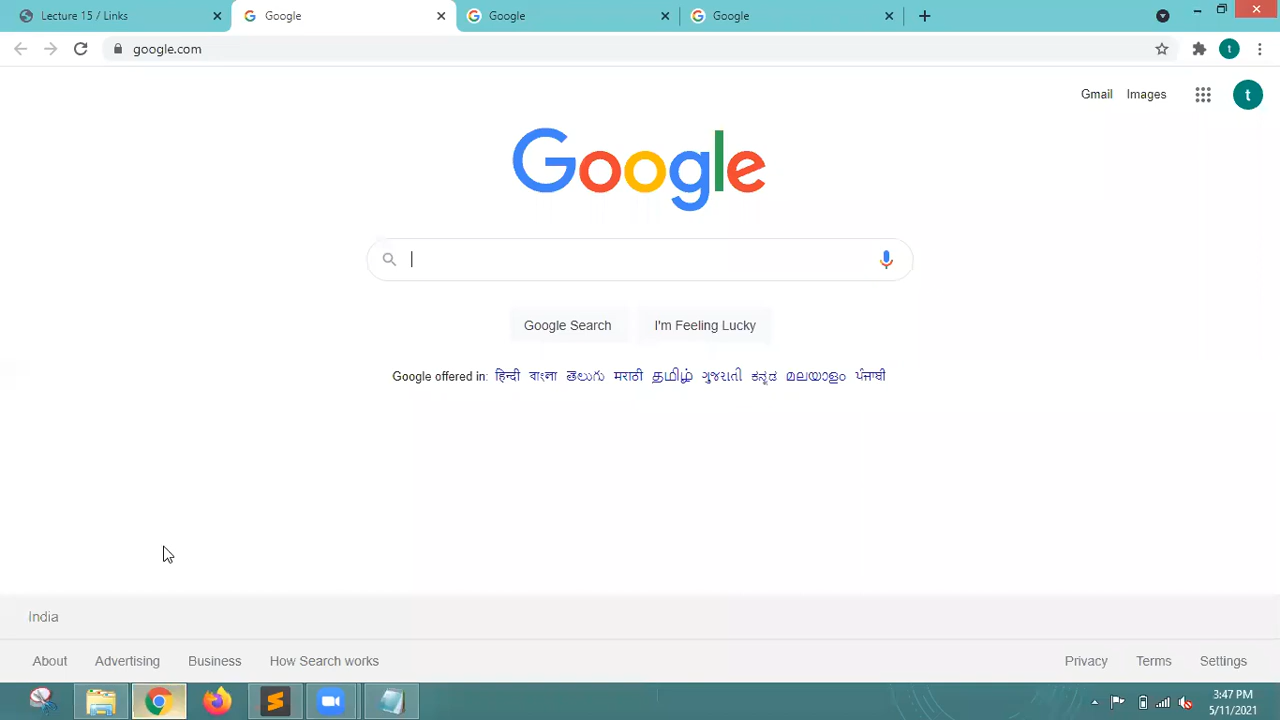 Lecture 15 / Links
Google
Google
Google
google.com
Gmail Images
t
t
Google
Google Search I'm Feeling Lucky
Google offered in: हिन्दी বাংলা తెలుగు मराठी தமிழ் ગુજરાતી ಕನ್ನಡ മലയാളം ਪੰਜਾਬੀ
India
About Advertising Business How Search works Privacy Terms Settings
3:47 PM
5/11/2021